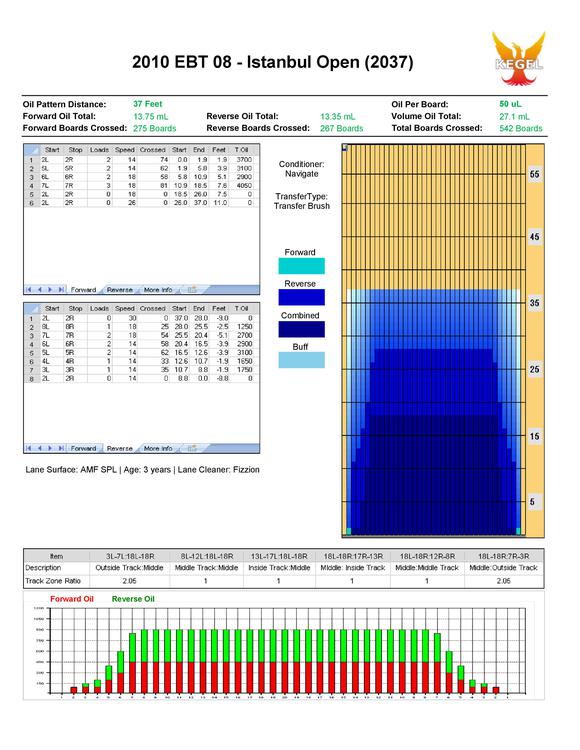 2010 EBT 08 - Istanbul Open (2037)
KEGEL
Oil Pattern Distance: 37 Feet Oil Per Board: 50 uL
Forward Oil Total: 13.75 mL Reverse Oil Total: 13.35 mL Volume Oil Total: 27.1 mL
Forward Boards Crossed: 275 Boards Reverse Boards Crossed: 267 Boards Total Boards Crossed: 542 Boards
Start Stop Loads Speed Crossed Start End Feet T.Oil
1 2L 2R 2 14 74 0.0 1.9 1.9 3700
2 5L 5R 2 14 62 1.9 5.8 3.9 3100
3 6L 6R 2 18 58 5.8 10.9 5.1 2900
4 7L 7R 3 18 81 10.9 18.5 7.6 4050
5 2L 2R 0 18 0 18.5 26.0 7.5 0
6 2L 2R 0 26 0 26.0 37.0 11.0 0
Forward Reverse More Info
Start Stop Loads Speed Crossed Start End Feet T.Oil
1 2L 2R 0 30 0 37.0 28.0 -9.0 0
2 8L 8R 1 18 25 28.0 25.5 -2.5 1250
3 7L 7R 2 18 54 25.5 20.4 -5.1 2700
4 6L 6R 2 14 58 20.4 16.5 -3.9 2900
5 5L 5R 2 14 62 16.5 12.6 -3.9 3100
6 4L 4R 1 14 33 12.6 10.7 -1.9 1650
7 3L 3R 1 14 35 10.7 8.8 -1.9 1750
8 2L 2R 0 14 0 8.8 0.0 -8.8 0
Forward Reverse More Info
Conditioner:
Navigate
TransferType:
Transfer Brush
Forward
Reverse
Combined
Buff
55
45
35
25
15
5
Lane Surface: AMF SPL | Age: 3 years | Lane Cleaner: Fizzion
Item 3L-7L:18L-18R 8L-12L:18L-18R 13L-17L:18L-18R 18L-18R:17R-13R 18L-18R:12R-8R 18L-18R:7R-3R
Description Outside Track:Middle Middle Track:Middle Inside Track:Middle MIddle: Inside Track Middle:Middle Track Middle:Outside Track
Track Zone Ratio 2.05 1 1 1 1 2.05
Forward Oil Reverse Oil